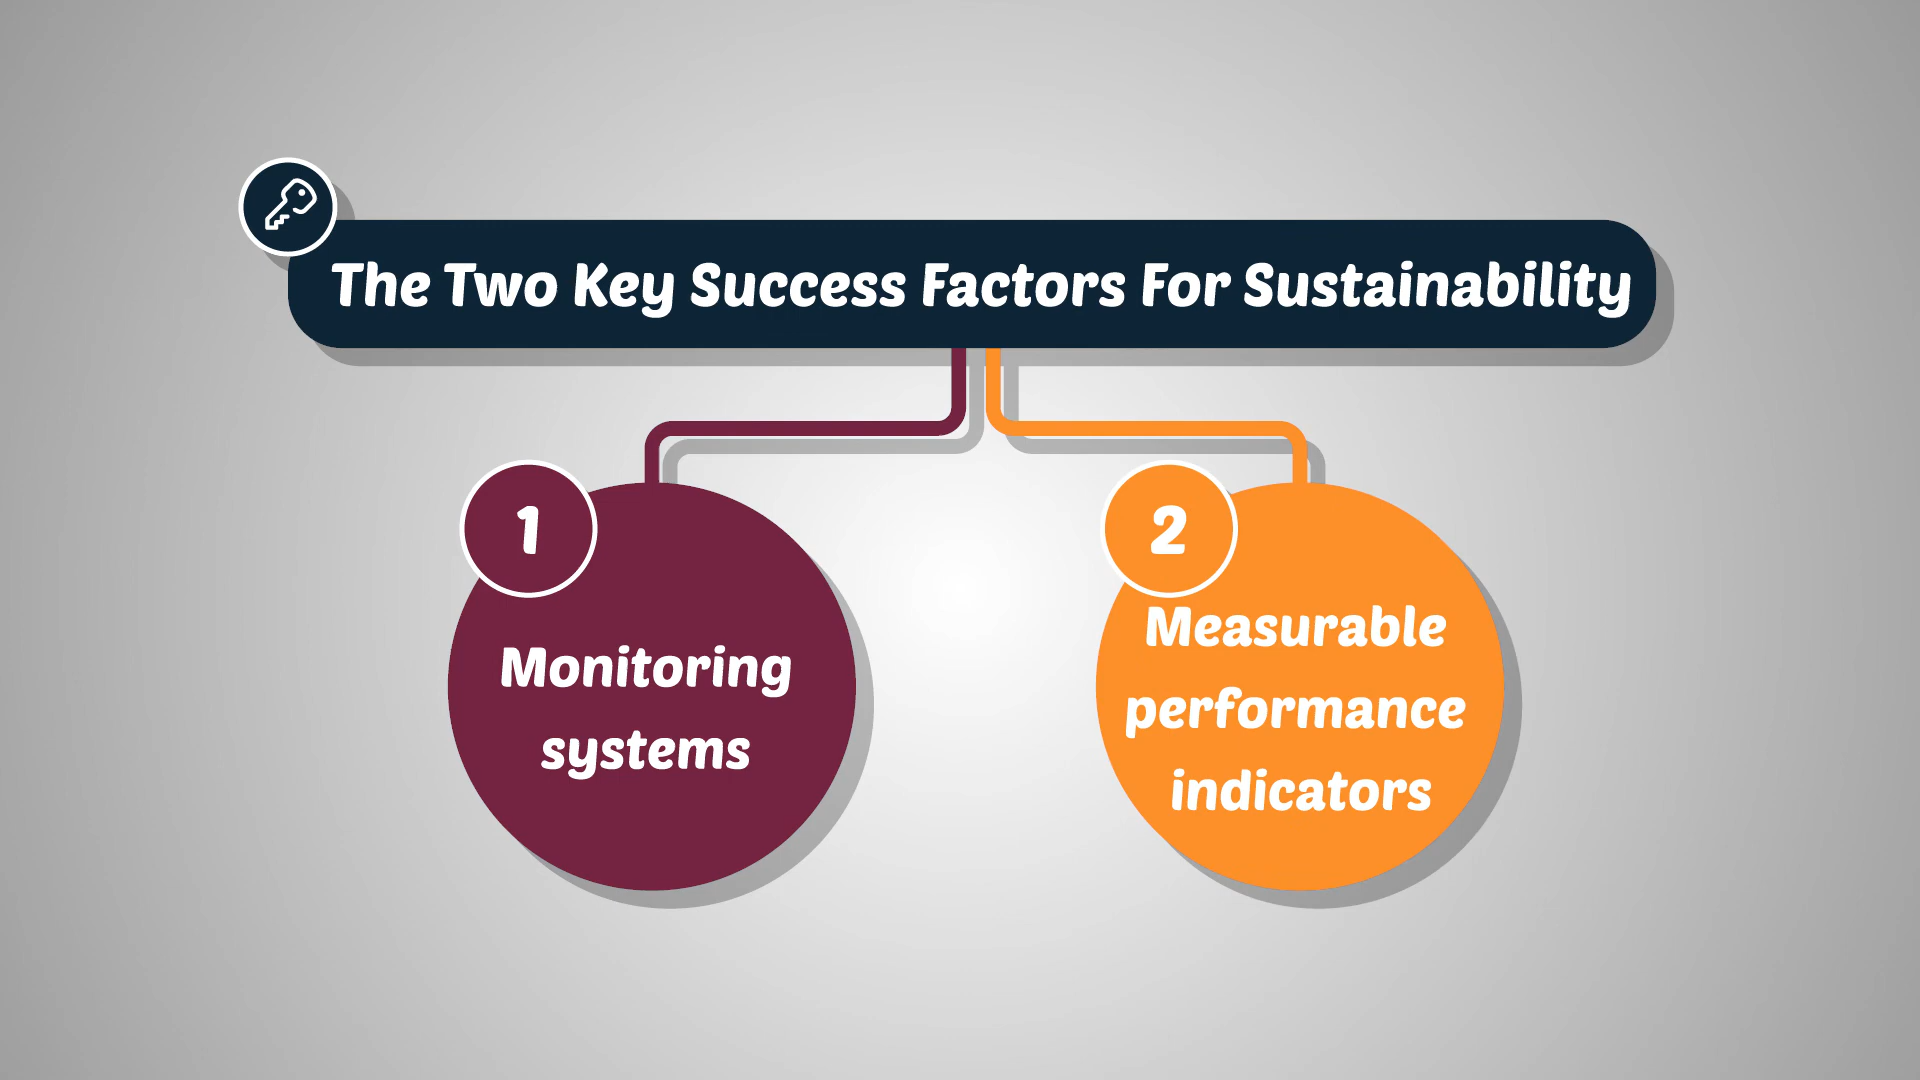 The Two Key Success Factors For Sustainability
1
Monitoring
systems
2
Measurable
performance
indicators